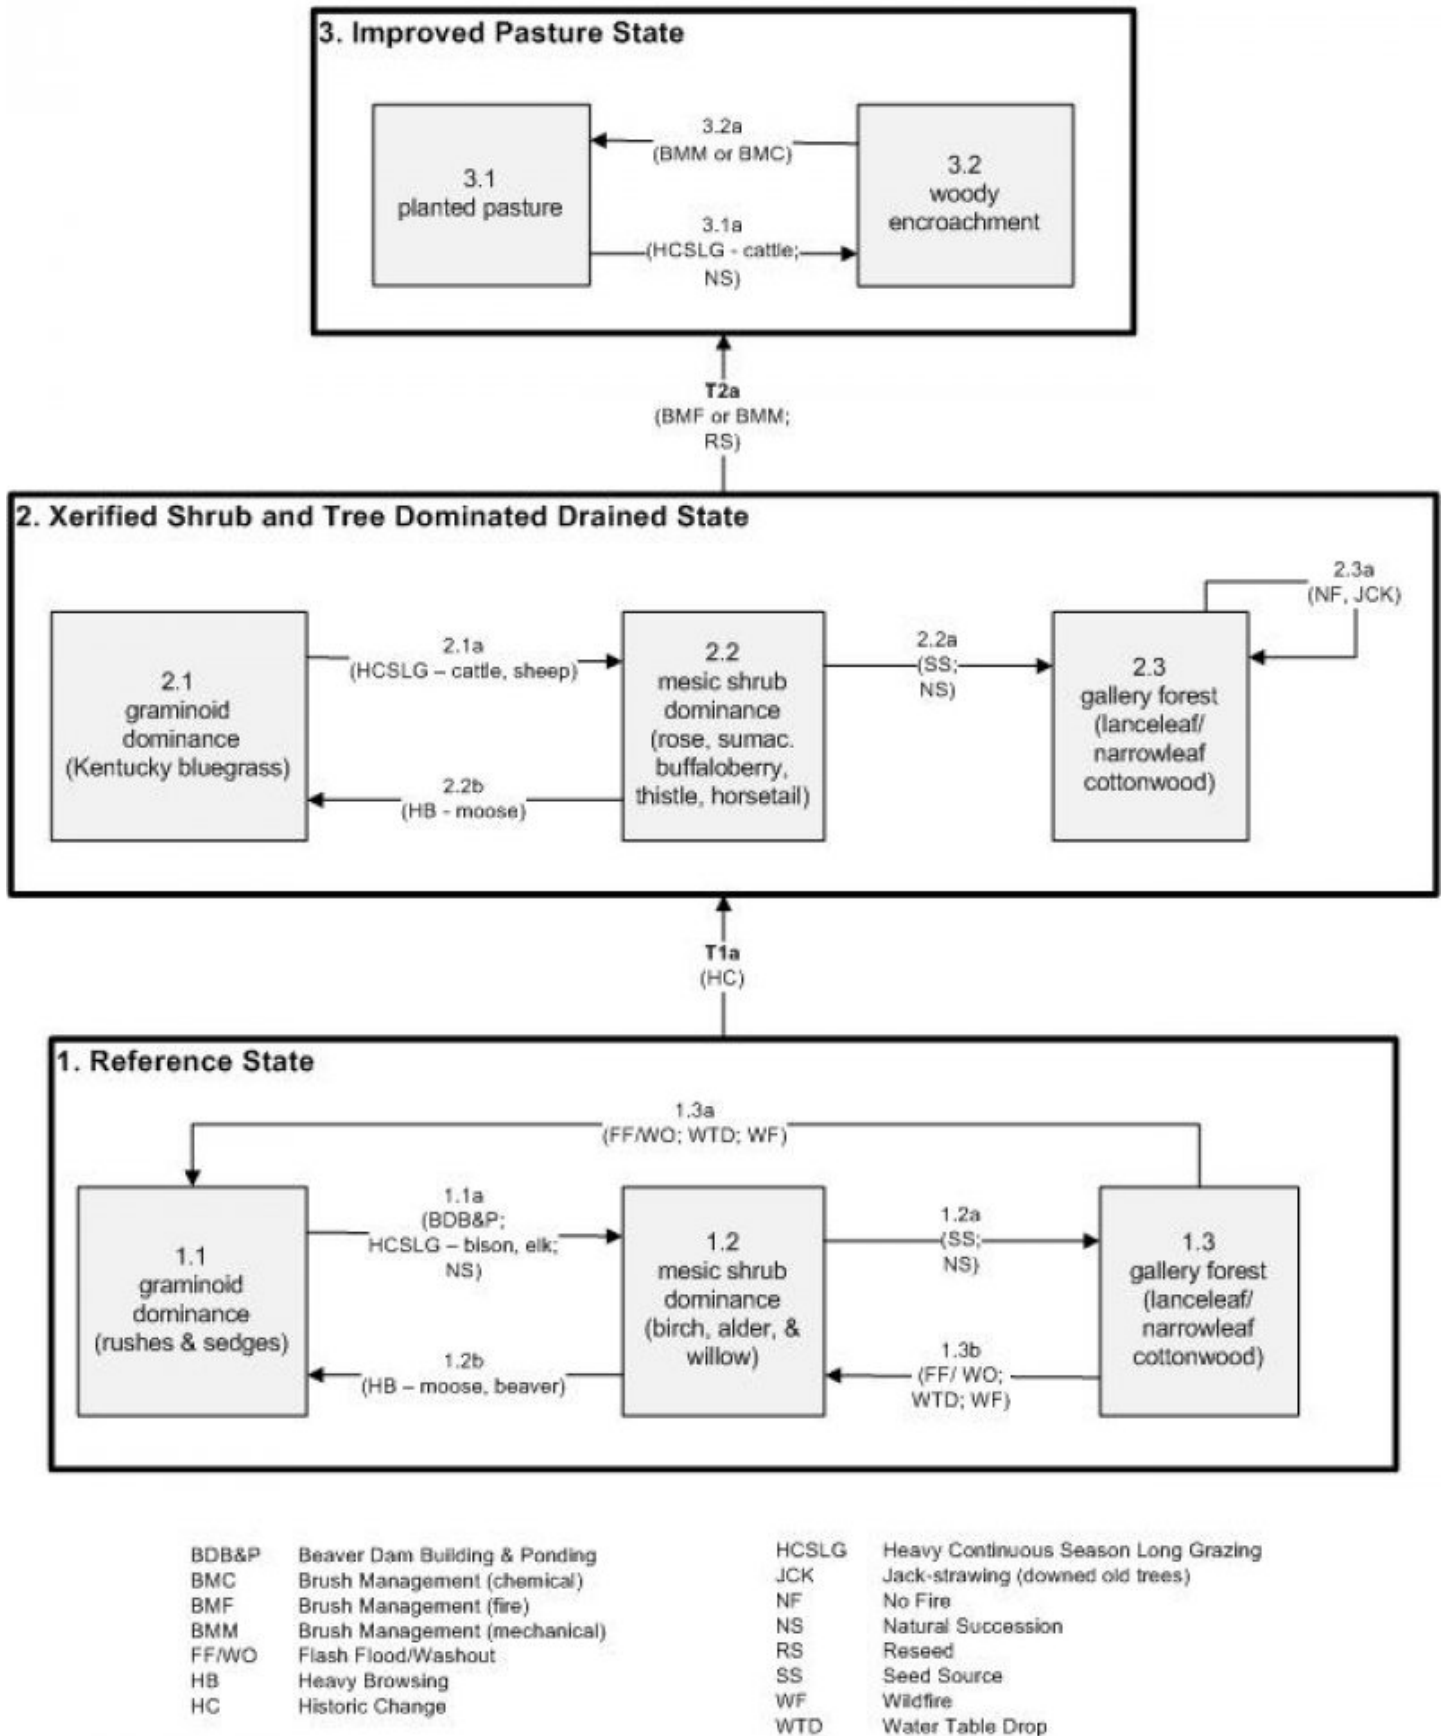 3. Improved Pasture State
3.2a
(BMM or BMC)
3.1
planted pasture
3.2
woody
encroachment
3.1a
(HCSLG - cattle;
NS)
T2a
(BMF or BMM;
RS)
2. Xerified Shrub and Tree Dominated Drained State
2.3a
(NF, JCK)
2.1a
(HCSLG – cattle, sheep)
2.2a
(SS;
NS)
2.1
graminoid
dominance
(Kentucky bluegrass)
2.2
mesic shrub
dominance
(rose, sumac.
buffaloberry,
thistle, horsetail)
2.3
gallery forest
(lanceleaf/
narrowleaf
cottonwood)
2.2b
(HB - moose)
T1a
(HC)
1. Reference State
1.3a
(FF/WO; WTD; WF)
1.1a
(BDB&P;
HCSLG – bison, elk;
NS)
1.2a
(SS;
NS)
1.1
graminoid
dominance
(rushes & sedges)
1.2
mesic shrub
dominance
(birch, alder, &
willow)
1.3
gallery forest
(lanceleaf/
narrowleaf
cottonwood)
1.2b
(HB – moose, beaver)
1.3b
(FF/ WO;
WTD; WF)
BDB&P Beaver Dam Building & Ponding
BMC Brush Management (chemical)
BMF Brush Management (fire)
BMM Brush Management (mechanical)
FF/WO Flash Flood/Washout
HB Heavy Browsing
HC Historic Change
HCSLG Heavy Continuous Season Long Grazing
JCK Jack-strawing (downed old trees)
NF No Fire
NS Natural Succession
RS Reseed
SS Seed Source
WF Wildfire
WTD Water Table Drop